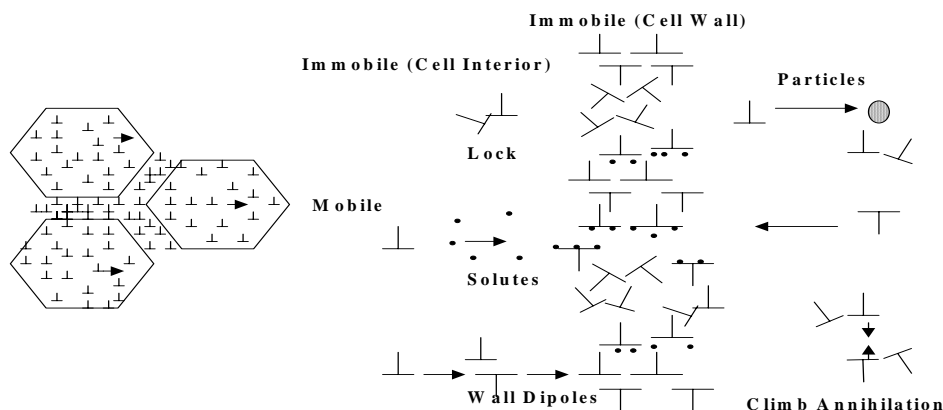 Immobile (Cell Wall)
Immobile (Cell Interior)
Particles
Lock
Mobile
Solutes
Wall Dipoles
Climb Annihilation